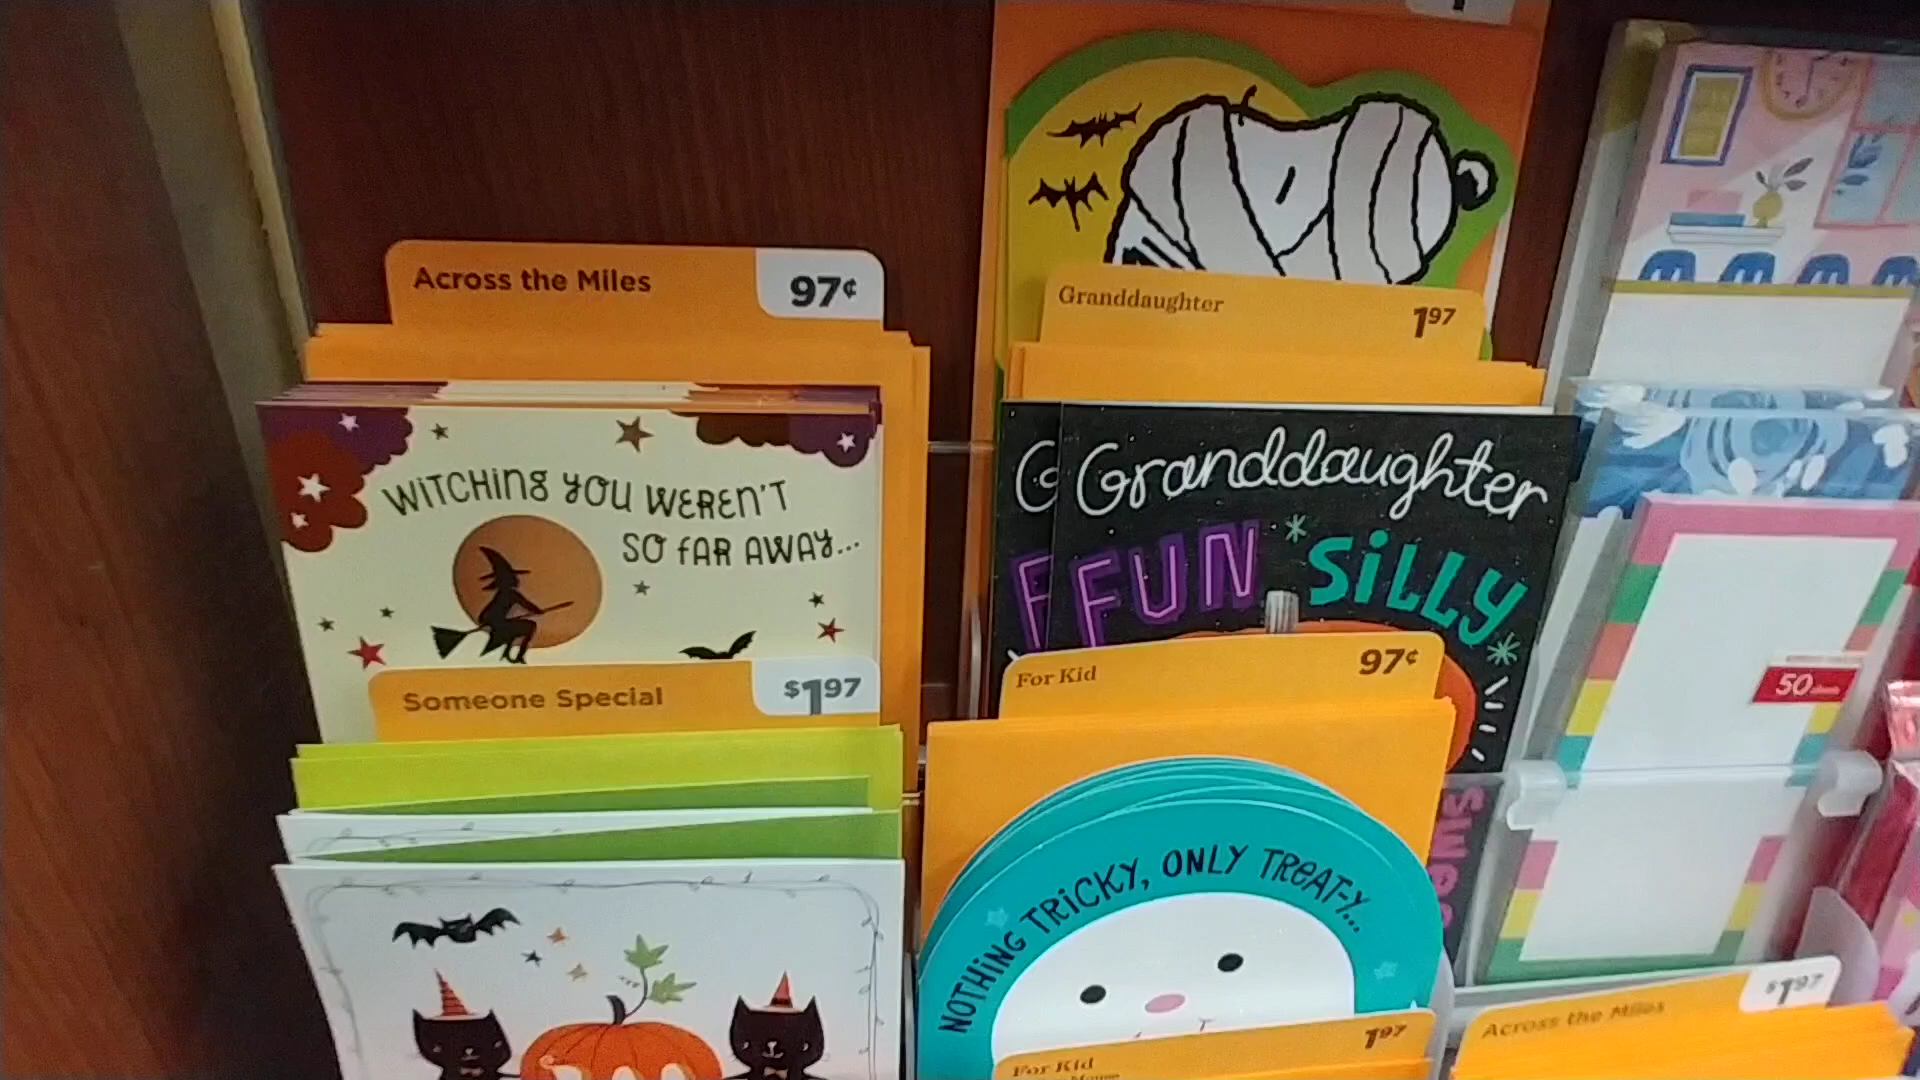 Across the Miles 97¢
WITCHING YOU WEREN'T
SO FAR AWAY...
Someone Special $1.97
Granddaughter 1.97
Granddaughter
FUN SILLY
For Kid 97¢
NOTHING TRICKY, ONLY TREAT-Y...
For Kid 1.97
Across the Miles $1.97
50